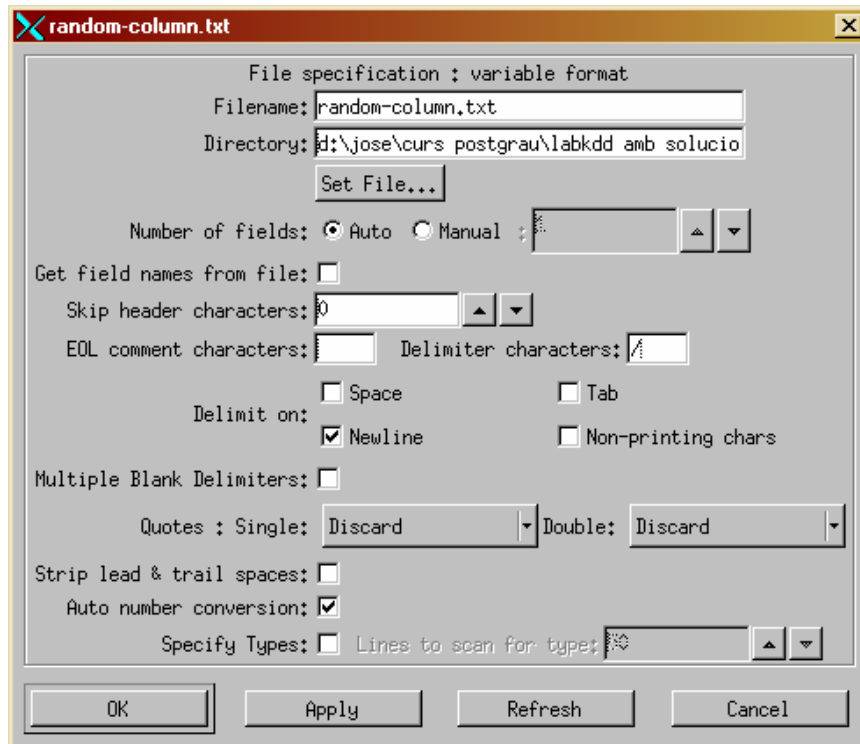 random-column.txt
File specification : variable format
Filename: random-column.txt
Directory: d:\jose\curs postgrau\labkdd amb solucio
Set File...
Number of fields: Auto Manual :
Get field names from file:
Skip header characters: 0
EOL comment characters: Delimiter characters: /
Delimit on: Space Tab
Newline Non-printing chars
Multiple Blank Delimiters:
Quotes : Single: Discard Double: Discard
Strip lead & trail spaces:
Auto number conversion:
Specify Types: Lines to scan for type:
OK Apply Refresh Cancel